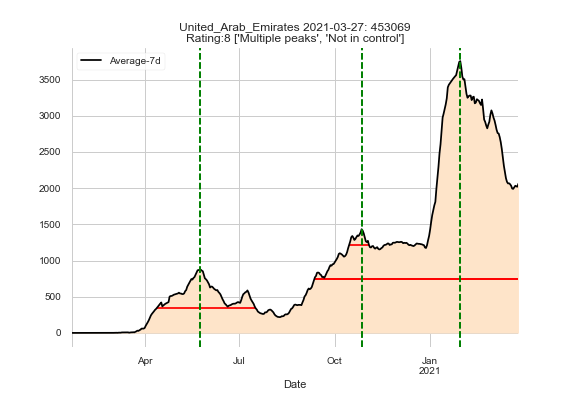 United_Arab_Emirates 2021-03-27: 453069
Rating:8 ['Multiple peaks', 'Not in control']
Average-7d
3500
3000
2500
2000
1500
1000
500
0
Apr
Jul
Oct
Jan
2021
Date